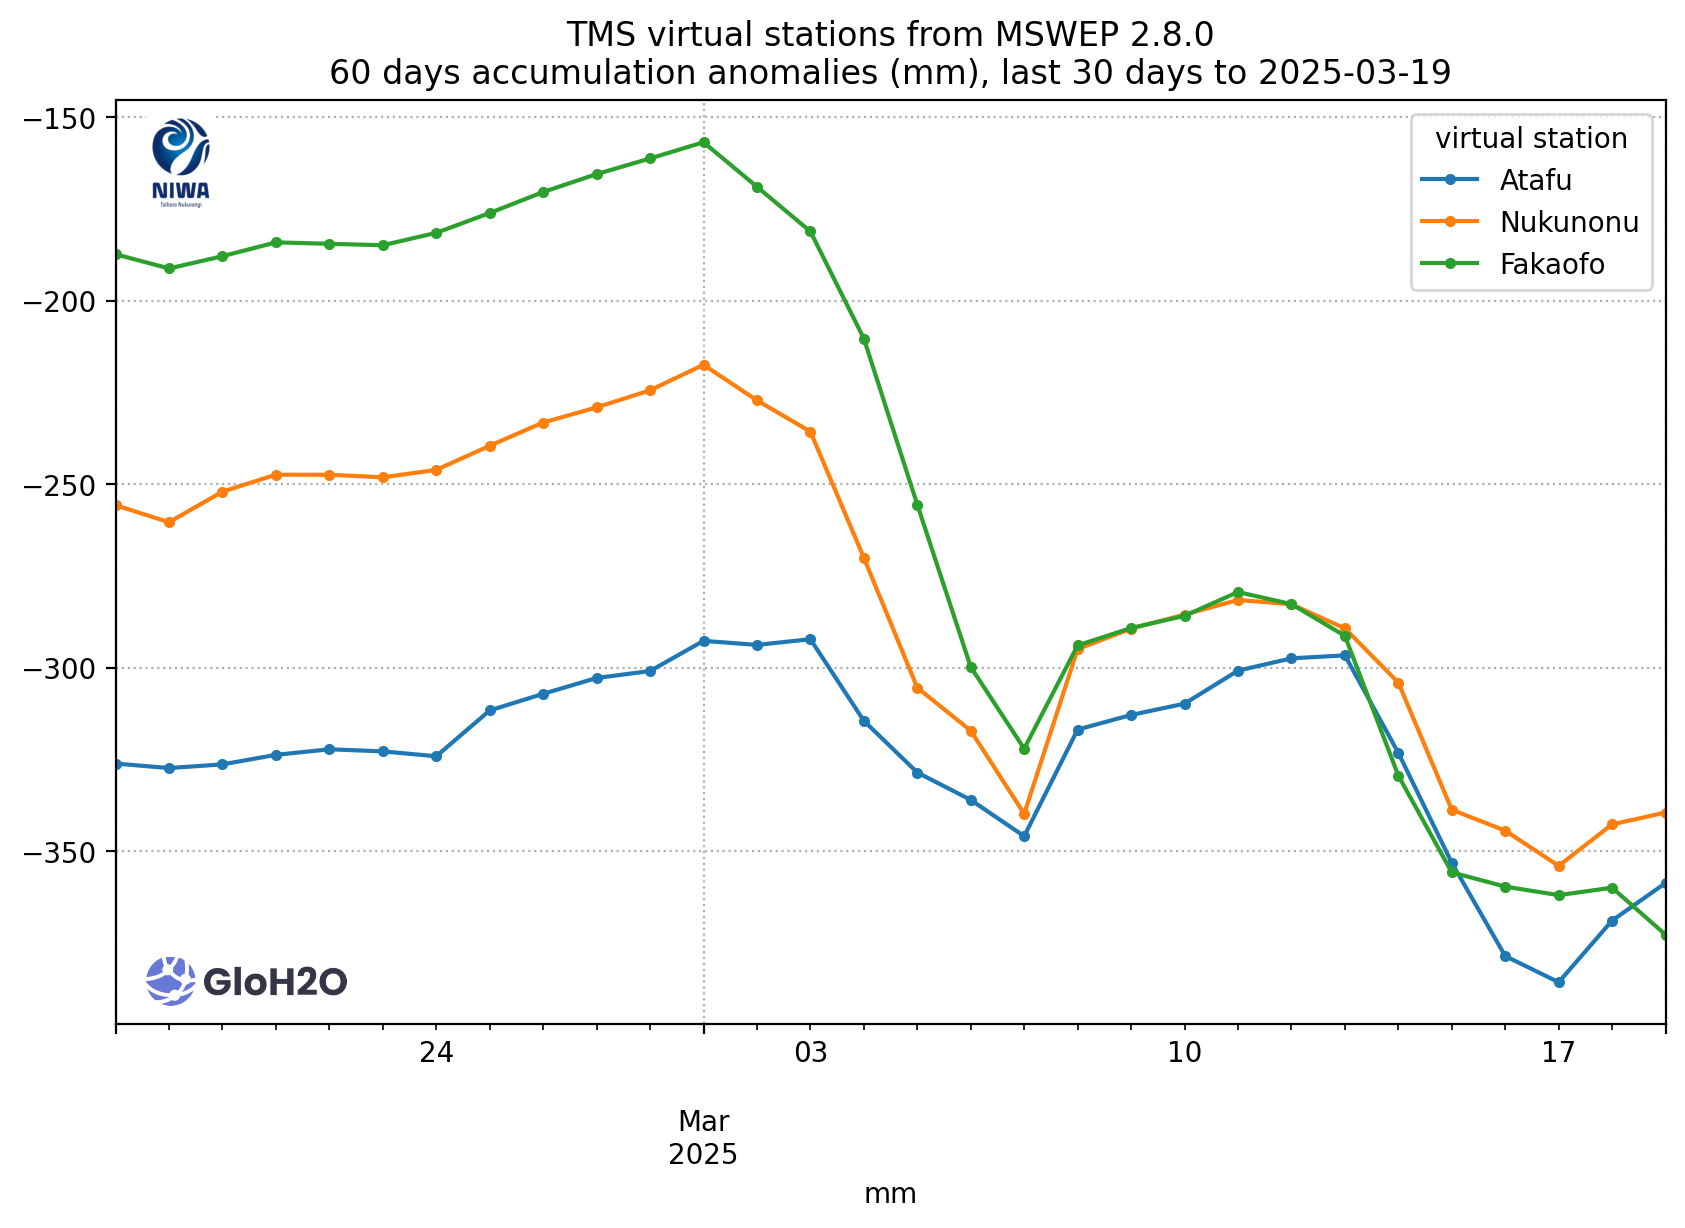 TMS virtual stations from MSWEP 2.8.0
60 days accumulation anomalies (mm), last 30 days to 2025-03-19
−150
−200
−250
−300
−350
NIWA
Taihoro Nukurangi
virtual station
Atafu
Nukunonu
Fakaofo
GloH2O
24
03
10
17
Mar
2025
mm